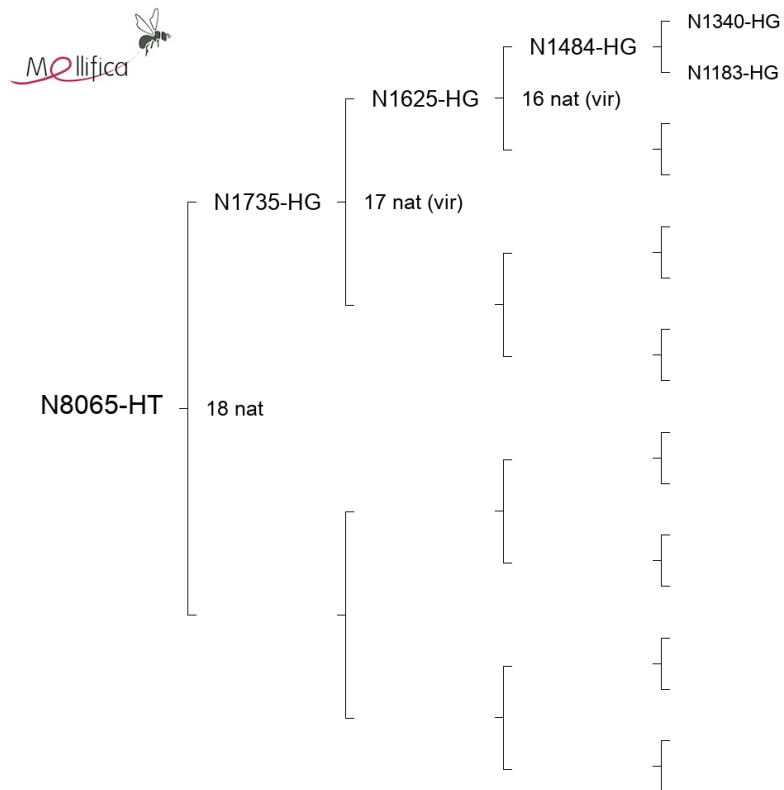 Mellifica
N1340-HG
N1484-HG
N1183-HG
N1625-HG
16 nat (vir)
N1735-HG
17 nat (vir)
N8065-HT
18 nat